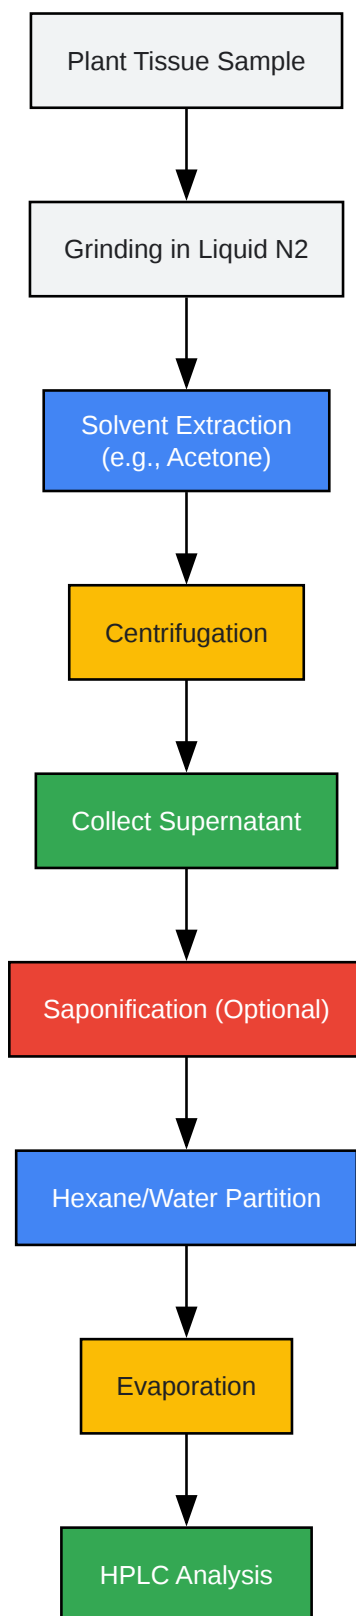 Plant Tissue Sample
Grinding in Liquid N2
Solvent Extraction
(e.g., Acetone)
Centrifugation
Collect Supernatant
Saponification (Optional)
Hexane/Water Partition
Evaporation
HPLC Analysis